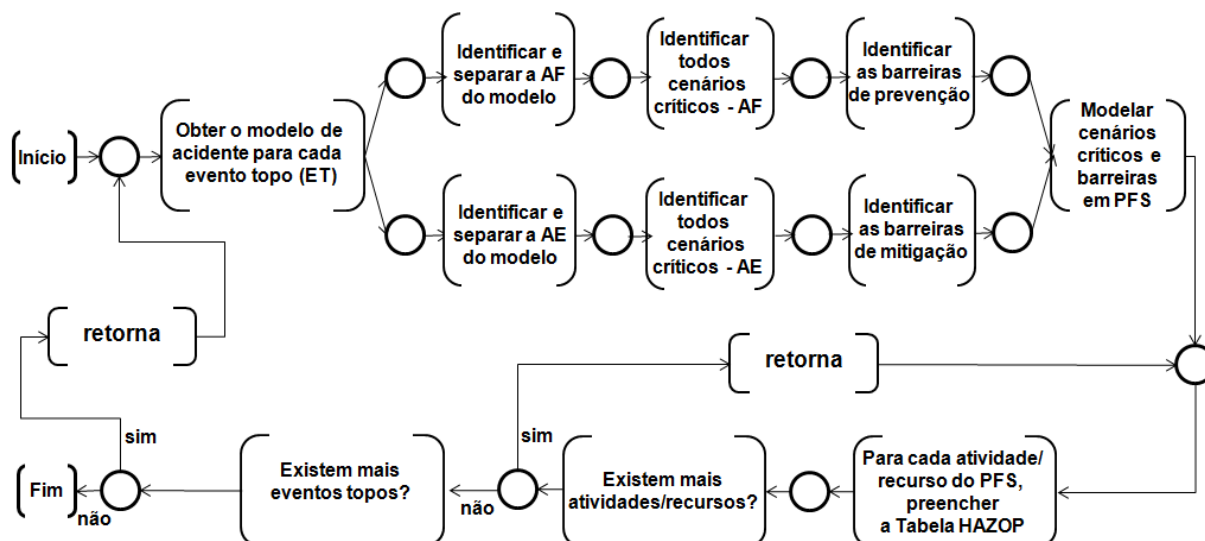 Início
Obter o modelo de
acidente para cada
evento topo (ET)
Identificar e
separar a AF
do modelo
Identificar
todos
cenários
críticos - AF
Identificar
as barreiras
de prevenção
Identificar e
separar a AE
do modelo
Identificar
todos
cenários
críticos - AE
Identificar
as barreiras
de mitigação
Modelar
cenários
críticos e
barreiras
em PFS
retorna
retorna
Para cada atividade/
recurso do PFS,
preencher
a Tabela HAZOP
Existem mais
atividades/recursos?
sim
não
Existem mais
eventos topos?
sim
não
Fim